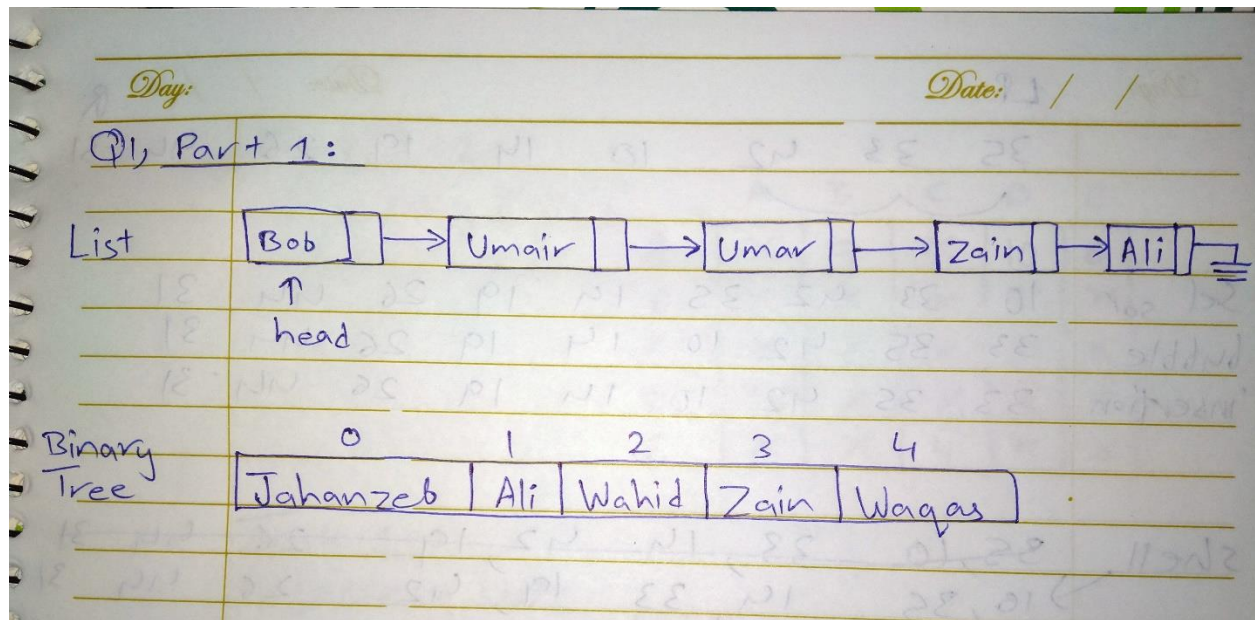 Day: Date: / /
Q1, Part 1:
List Bob Umair Umar Zain Ali
head
0 1 2 3 4
Binary Tree Jahanzeb Ali Wahid Zain Waqas